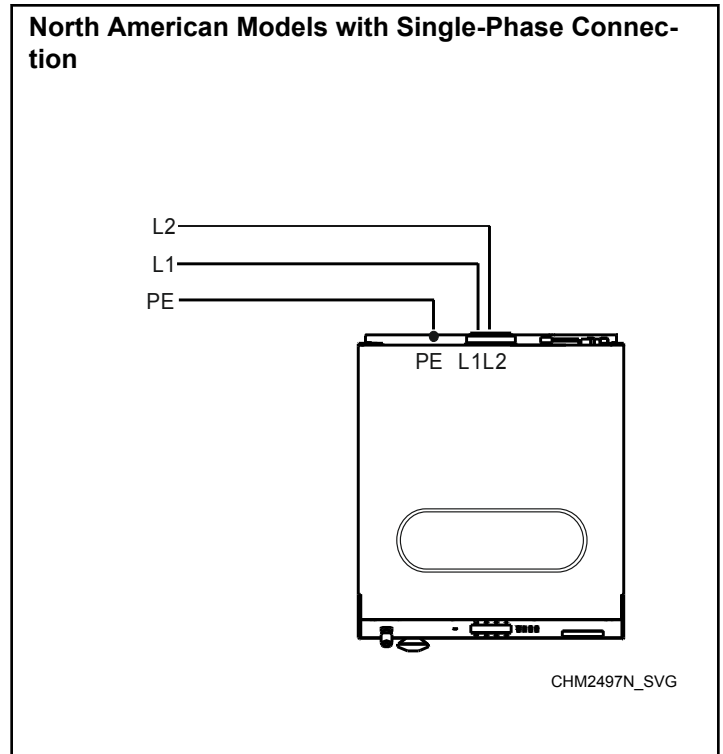 North American Models with Single-Phase Connec-
tion
L2
L1
PE
PE L1L2
CHM2497N_SVG